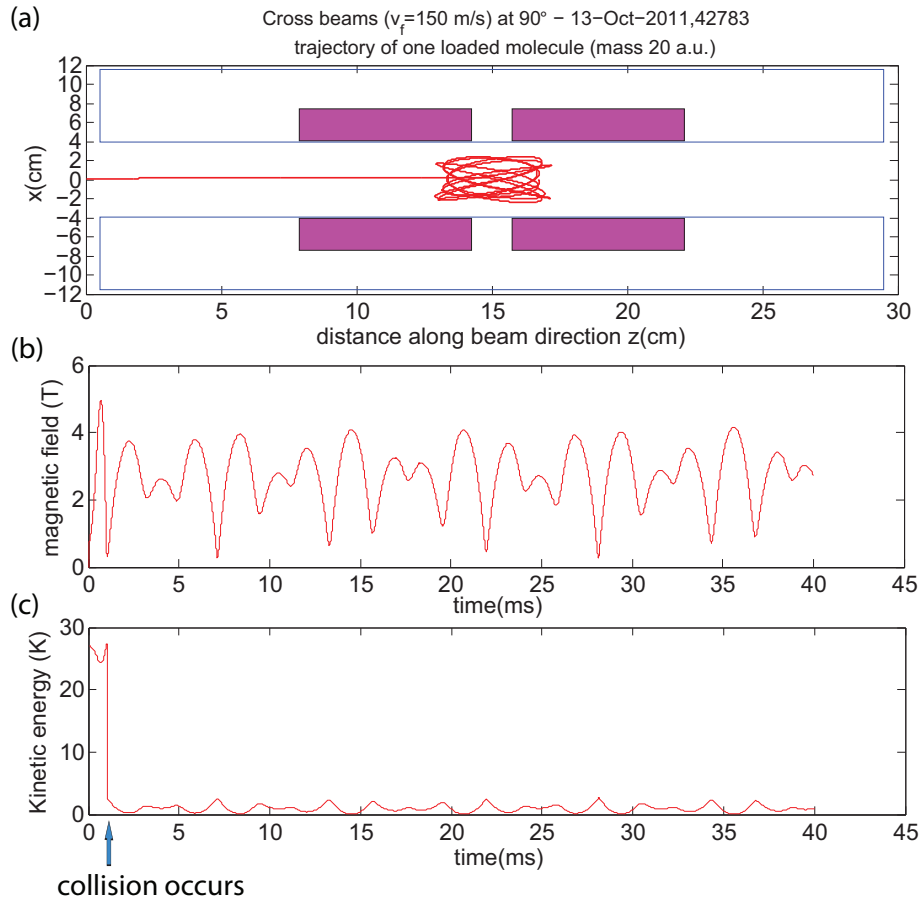 (a)
Cross beams (v_f=150 m/s) at 90° − 13−Oct−2011,42783
trajectory of one loaded molecule (mass 20 a.u.)
x(cm)
12
10
8
6
4
2
0
−2
−4
−6
−8
−10
−12
0 5 10 15 20 25 30
distance along beam direction z(cm)
(b)
magnetic field (T)
6
4
2
0
0 5 10 15 20 25 30 35 40 45
time(ms)
(c)
Kinetic energy (K)
30
20
10
0
0 5 10 15 20 25 30 35 40 45
time(ms)
collision occurs